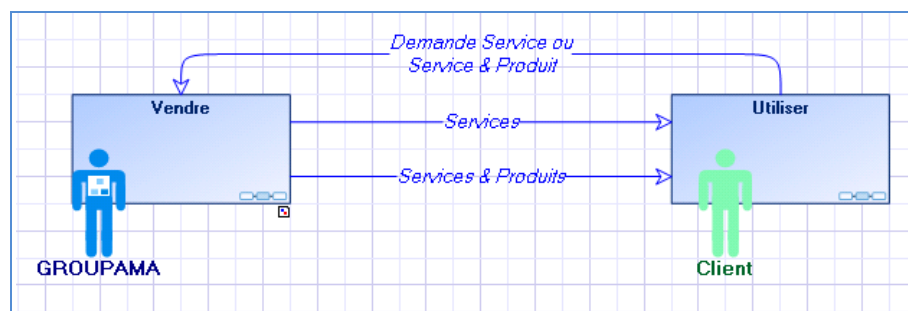 Demande Service ou
Service & Produit
Vendre
Utiliser
Services
Services & Produits
GROUPAMA
Client